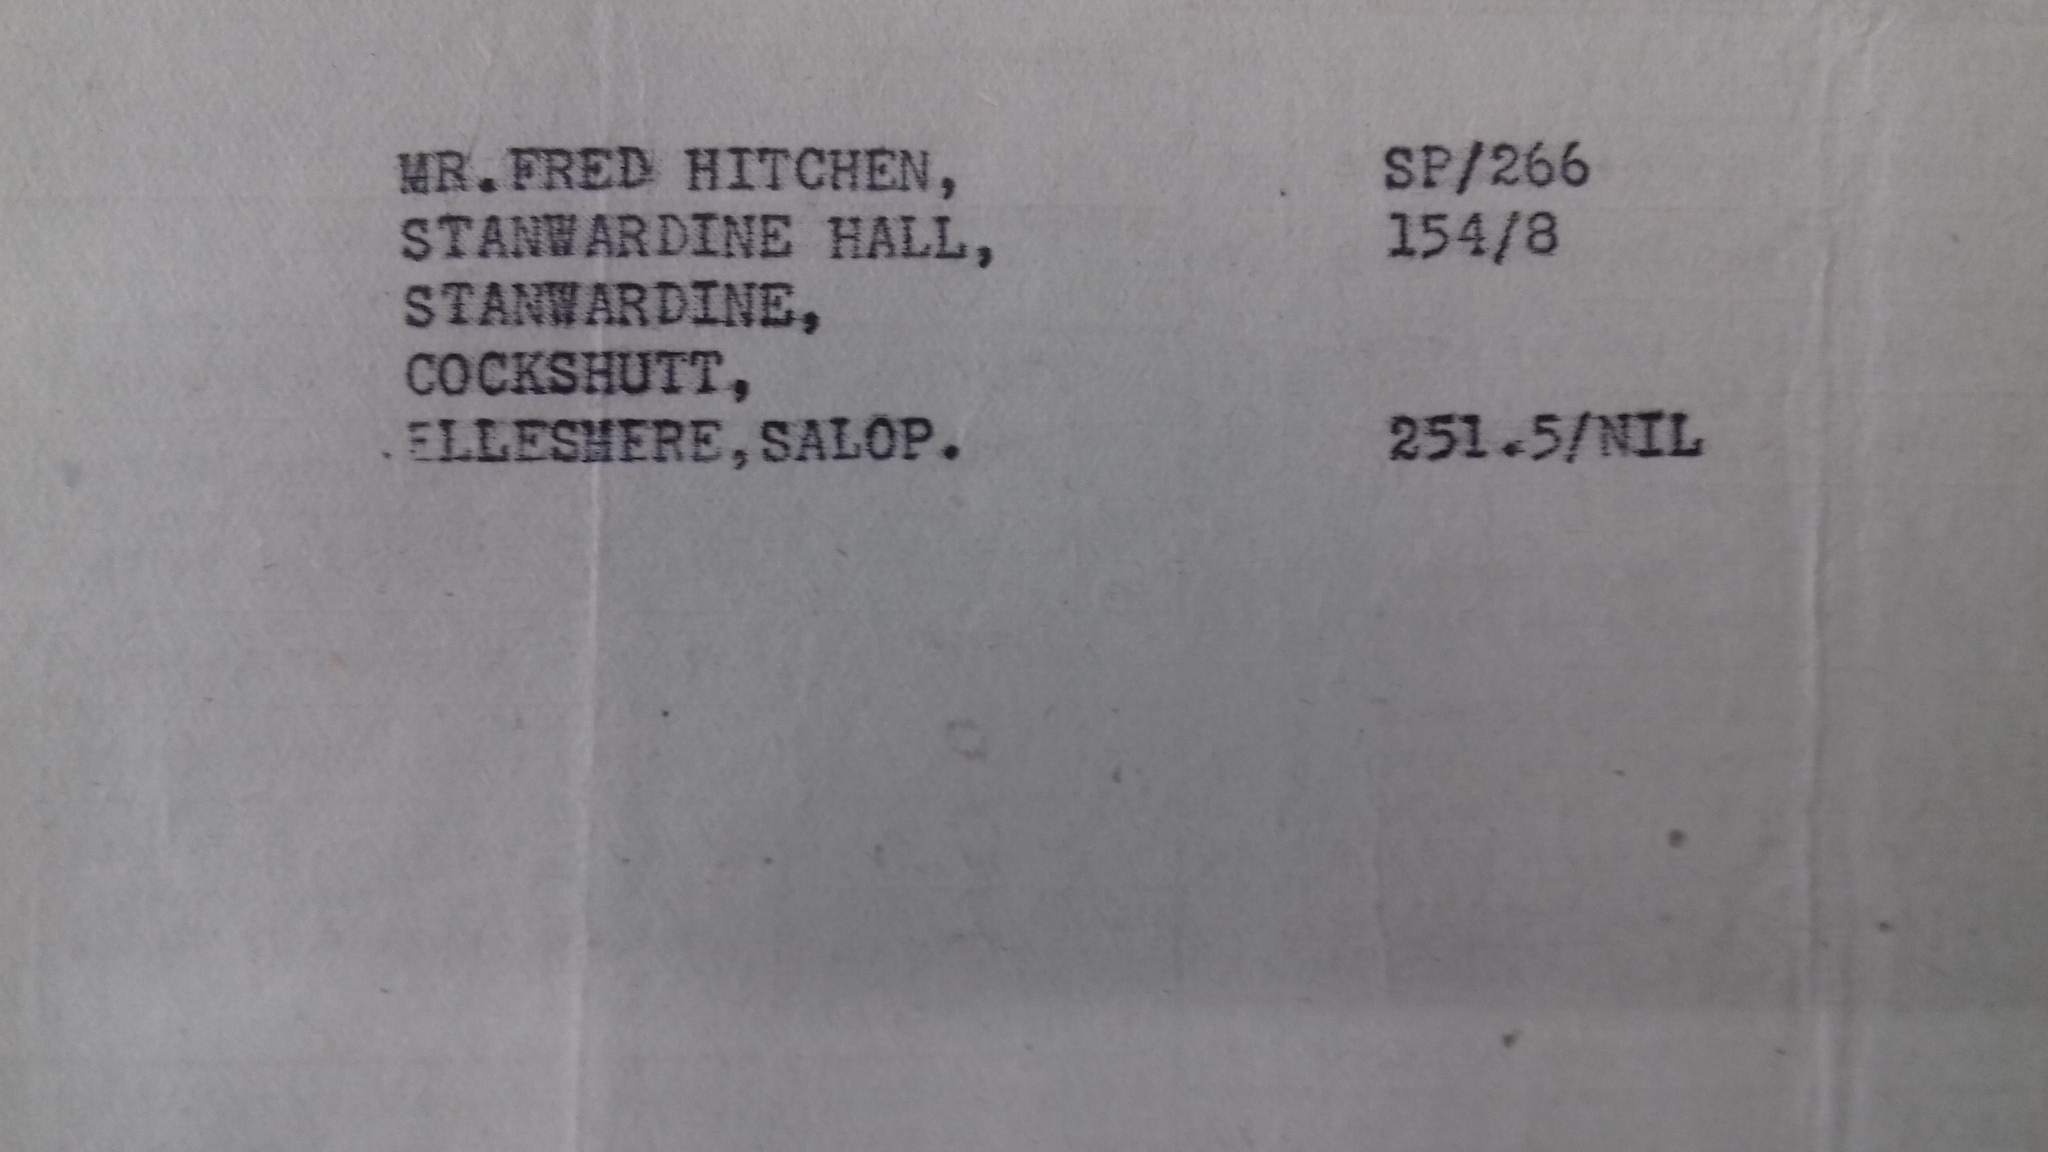 MR.FRED HITCHEN, SP/266
STANWARDINE HALL, 154/8
STANWARDINE,
COCKSHUTT,
ELLESMERE,SALOP. 251.5/NIL